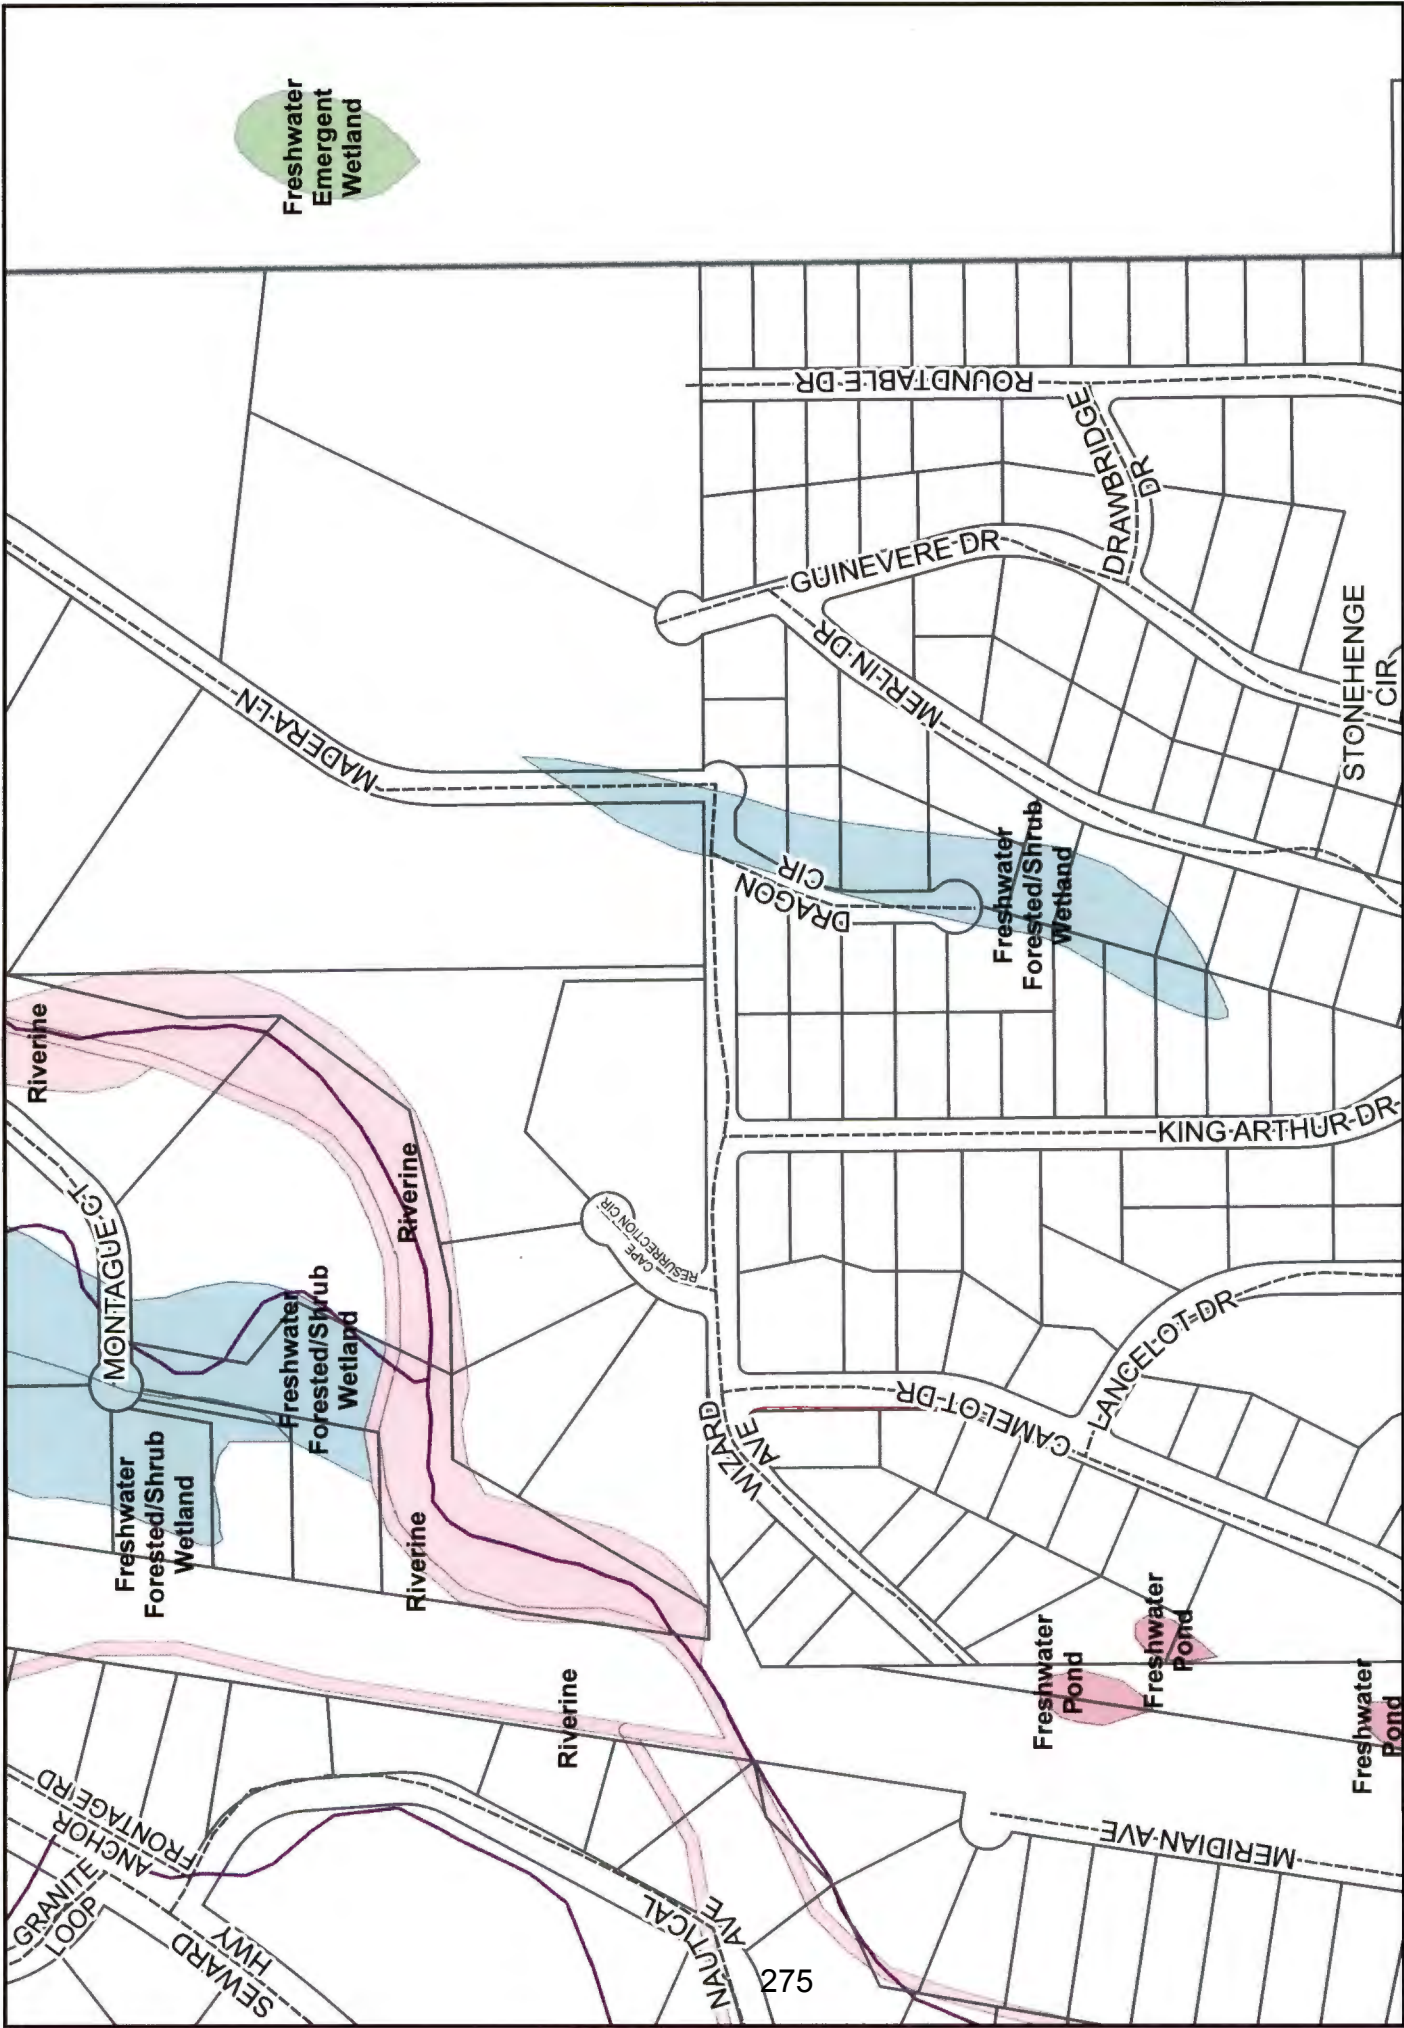 Freshwater
Emergent
Wetland
ROUNDTABLE DR
DRAWBRIDGE
DR
GUINEVERE DR
MERLIN DR
STONEHENGE
CIR
MADERA LN
DRAGON
CIR
Freshwater
Forested/Shrub
Wetland
KING ARTHUR DR
Riverine
Riverine
MONTAGUE CT
CAPE
RESURRECTION CIR
Freshwater
Forested/Shrub
Wetland
Freshwater
Forested/Shrub
Wetland
LANCELOT DR
CAMELOT DR
WIZARD
AVE
Riverine
Riverine
Freshwater
Pond
Freshwater
Pond
Freshwater
Pond
MERIDIAN AVE
ANCHOR
FRONTAGE RD
GRANITE
LOOP
SEWARD
HWY
NAUTICAL
AVE
275